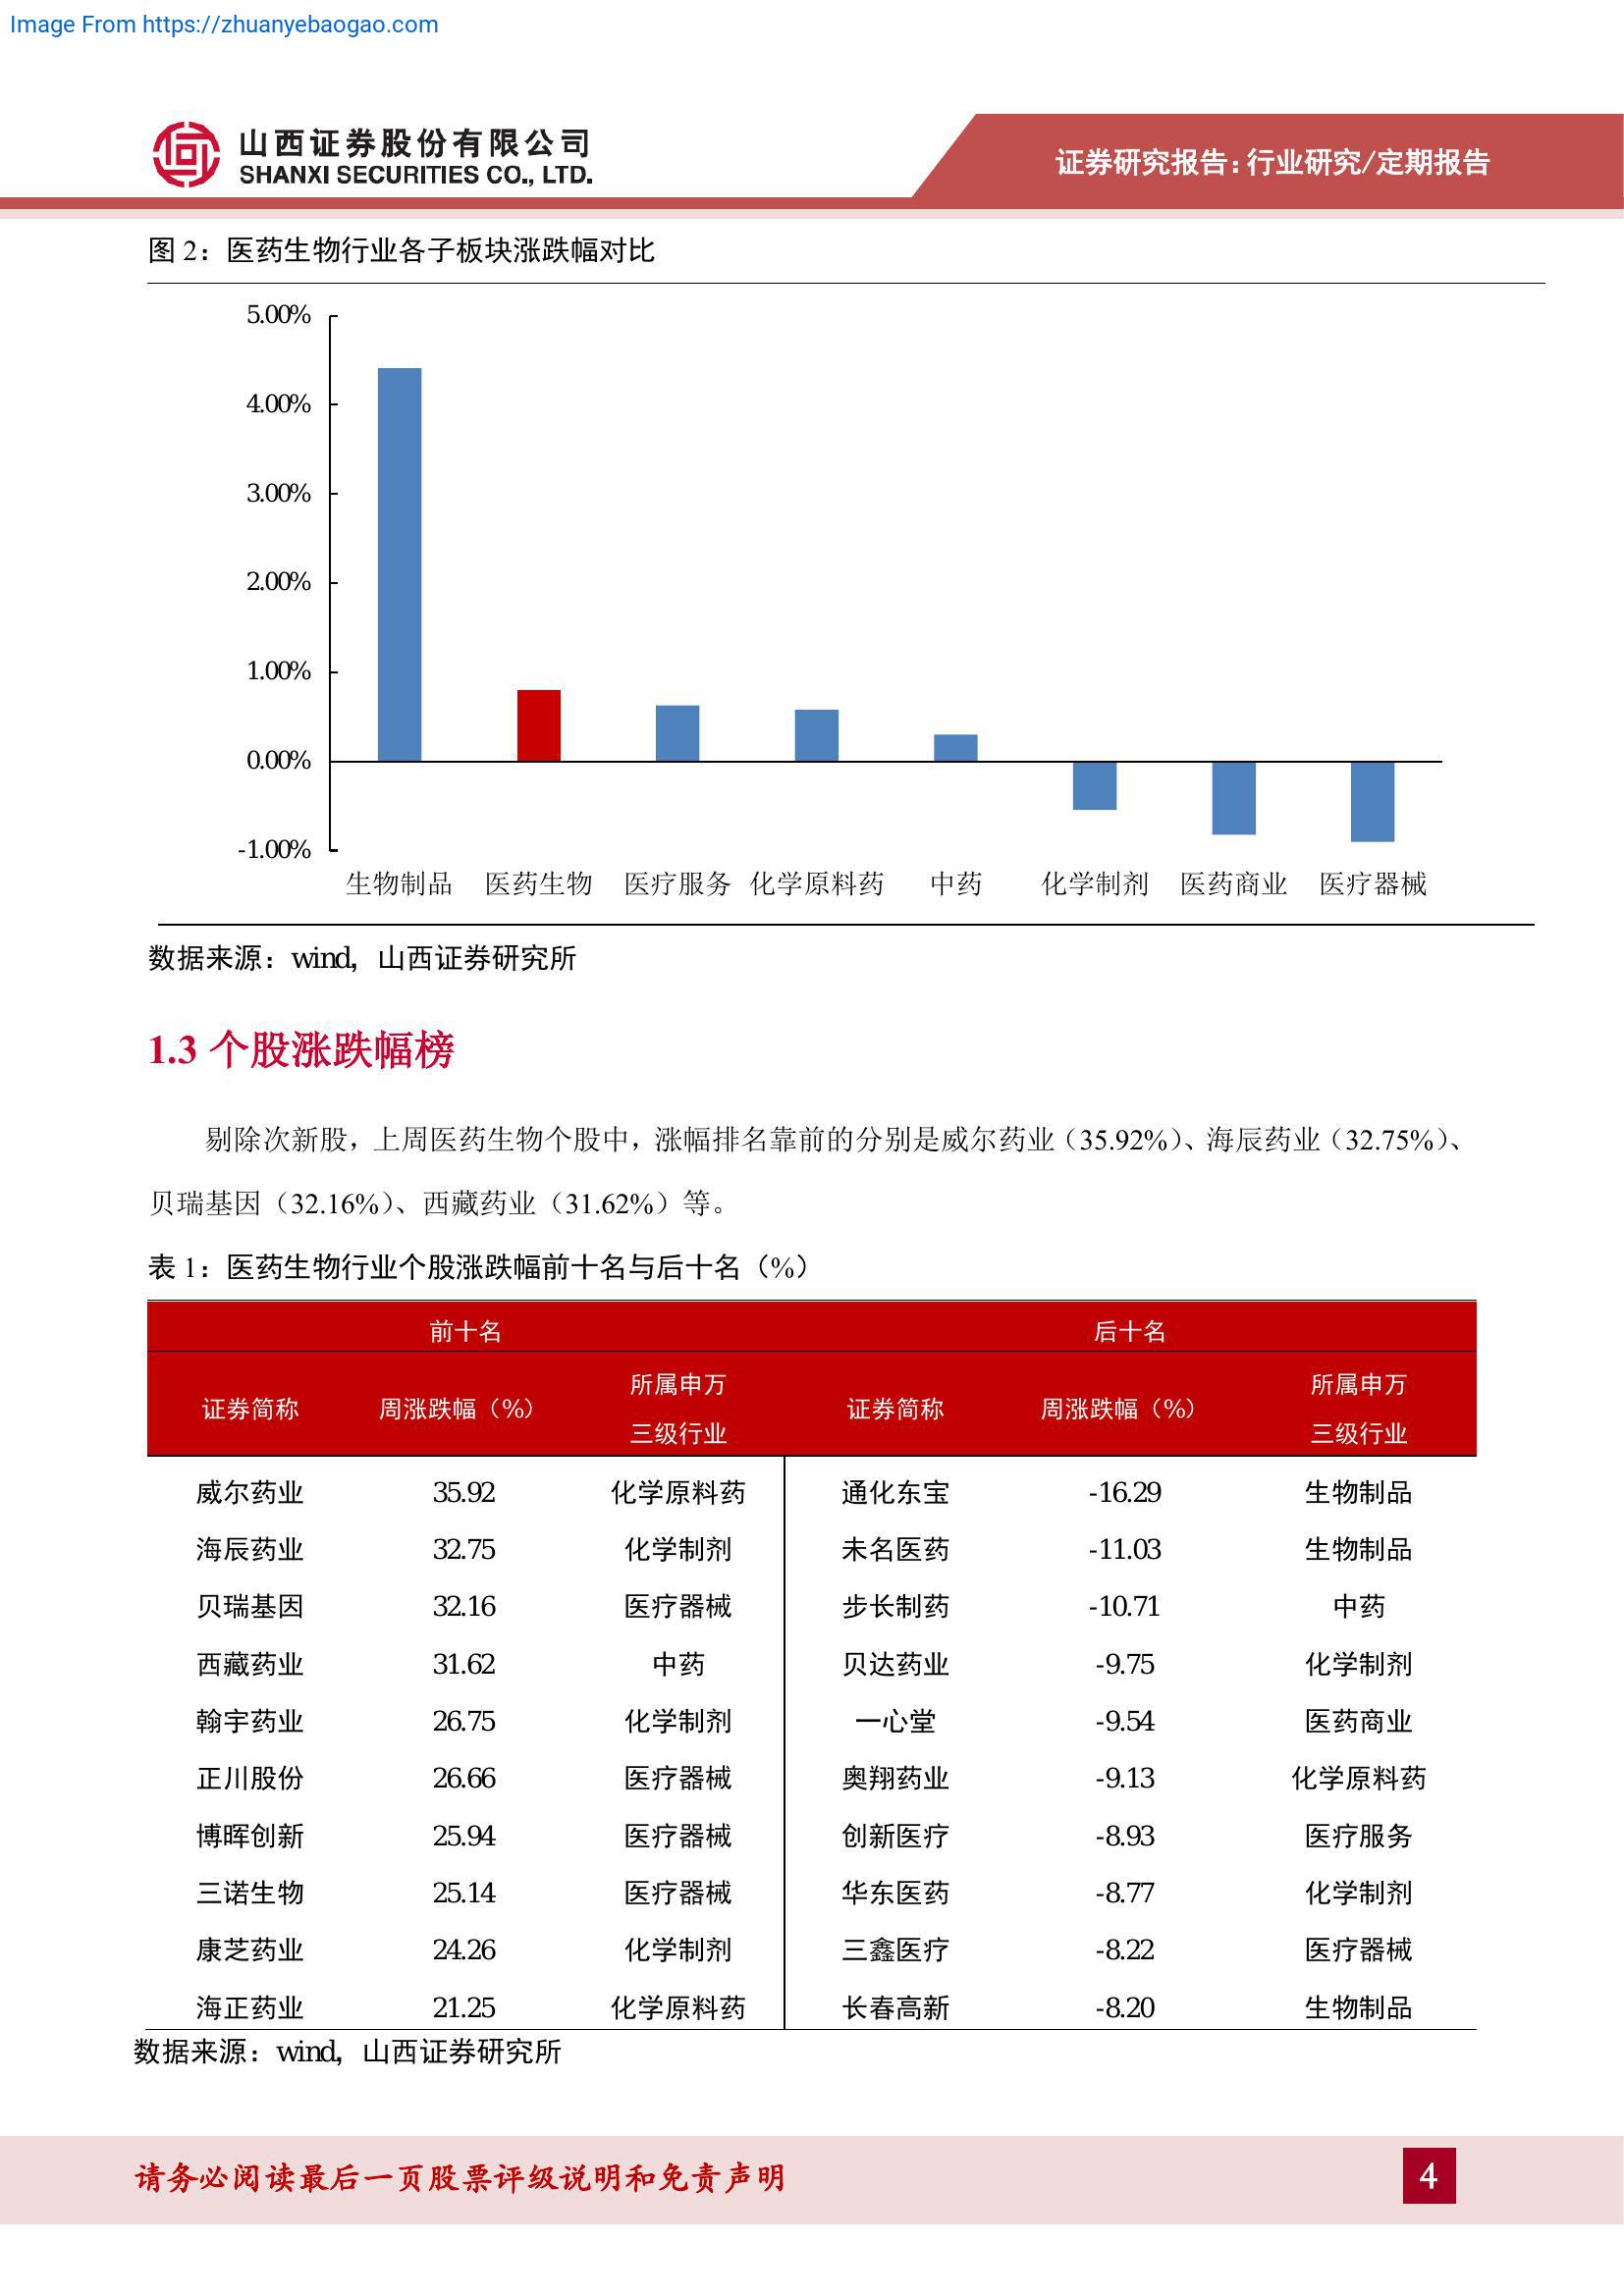 Image From https://zhuanyebaogao.com
山西证券股份有限公司
SHANXI SECURITIES CO., LTD.
证券研究报告:行业研究/定期报告
图 2：医药生物行业各子板块涨跌幅对比
5.00%
4.00%
3.00%
2.00%
1.00%
0.00%
-1.00%
生物制品 医药生物 医疗服务 化学原料药 中药 化学制剂 医药商业 医疗器械
数据来源：wind，山西证券研究所
1.3 个股涨跌幅榜
剔除次新股，上周医药生物个股中，涨幅排名靠前的分别是威尔药业（35.92%）、海辰药业（32.75%）、
贝瑞基因（32.16%）、西藏药业（31.62%）等。
表 1：医药生物行业个股涨跌幅前十名与后十名（%）
前十名 后十名
证券简称 周涨跌幅（%） 所属申万 三级行业 证券简称 周涨跌幅（%） 所属申万 三级行业
威尔药业 35.92 化学原料药 通化东宝 -16.29 生物制品
海辰药业 32.75 化学制剂 未名医药 -11.03 生物制品
贝瑞基因 32.16 医疗器械 步长制药 -10.71 中药
西藏药业 31.62 中药 贝达药业 -9.75 化学制剂
翰宇药业 26.75 化学制剂 一心堂 -9.54 医药商业
正川股份 26.66 医疗器械 奥翔药业 -9.13 化学原料药
博晖创新 25.94 医疗器械 创新医疗 -8.93 医疗服务
三诺生物 25.14 医疗器械 华东医药 -8.77 化学制剂
康芝药业 24.26 化学制剂 三鑫医疗 -8.22 医疗器械
海正药业 21.25 化学原料药 长春高新 -8.20 生物制品
数据来源：wind，山西证券研究所
请务必阅读最后一页股票评级说明和免责声明
4